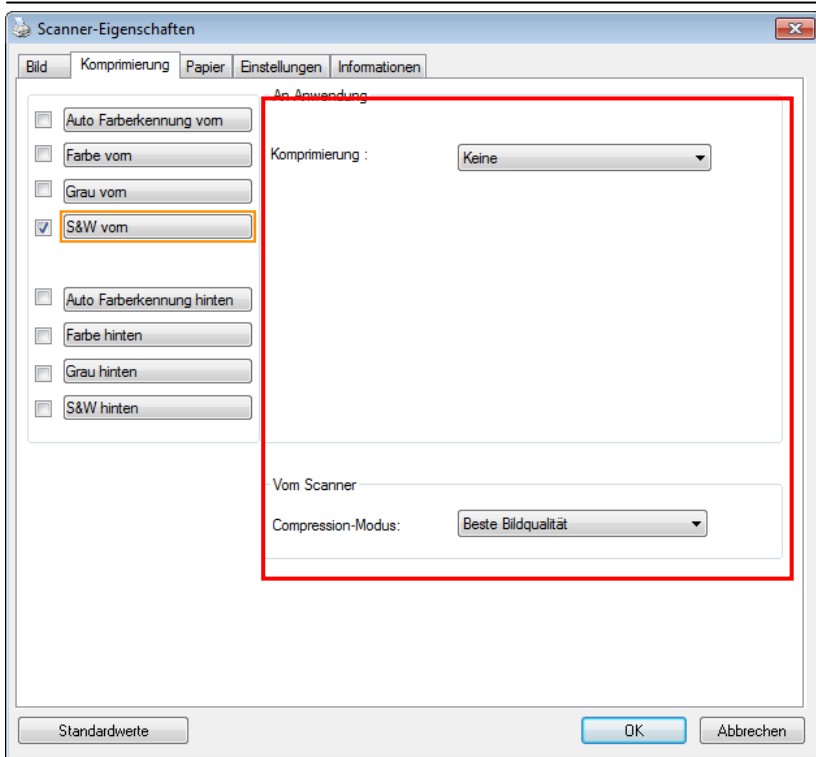 Scanner-Eigenschaften
Bild Komprimierung Papier Einstellungen Informationen
An Anwendung
Auto Farberkennung vorn
Farbe vorn
Komprimierung : Keine
Grau vorn
S&W vorn
Auto Farberkennung hinten
Farbe hinten
Grau hinten
S&W hinten
Vom Scanner
Compression-Modus: Beste Bildqualität
Standardwerte OK Abbrechen